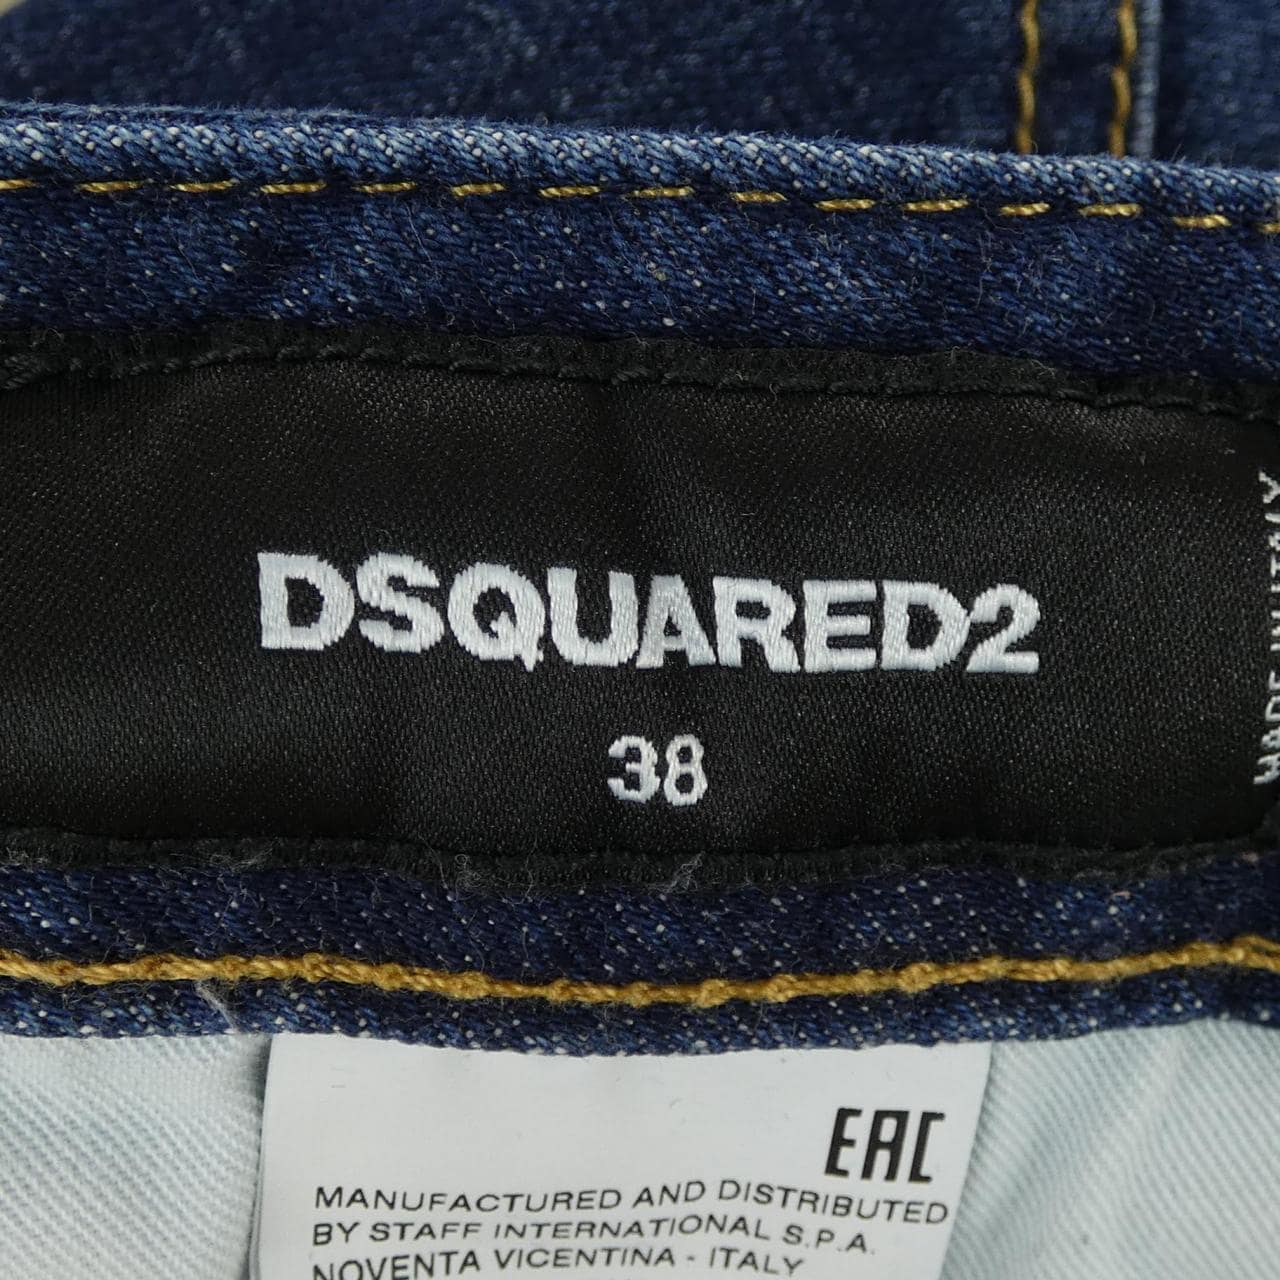 DSQUARED2
38
MADE IN ITALY
EAC
MANUFACTURED AND DISTRIBUTED
BY STAFF INTERNATIONAL S.P.A.
NOVENTA VICENTINA - ITALY